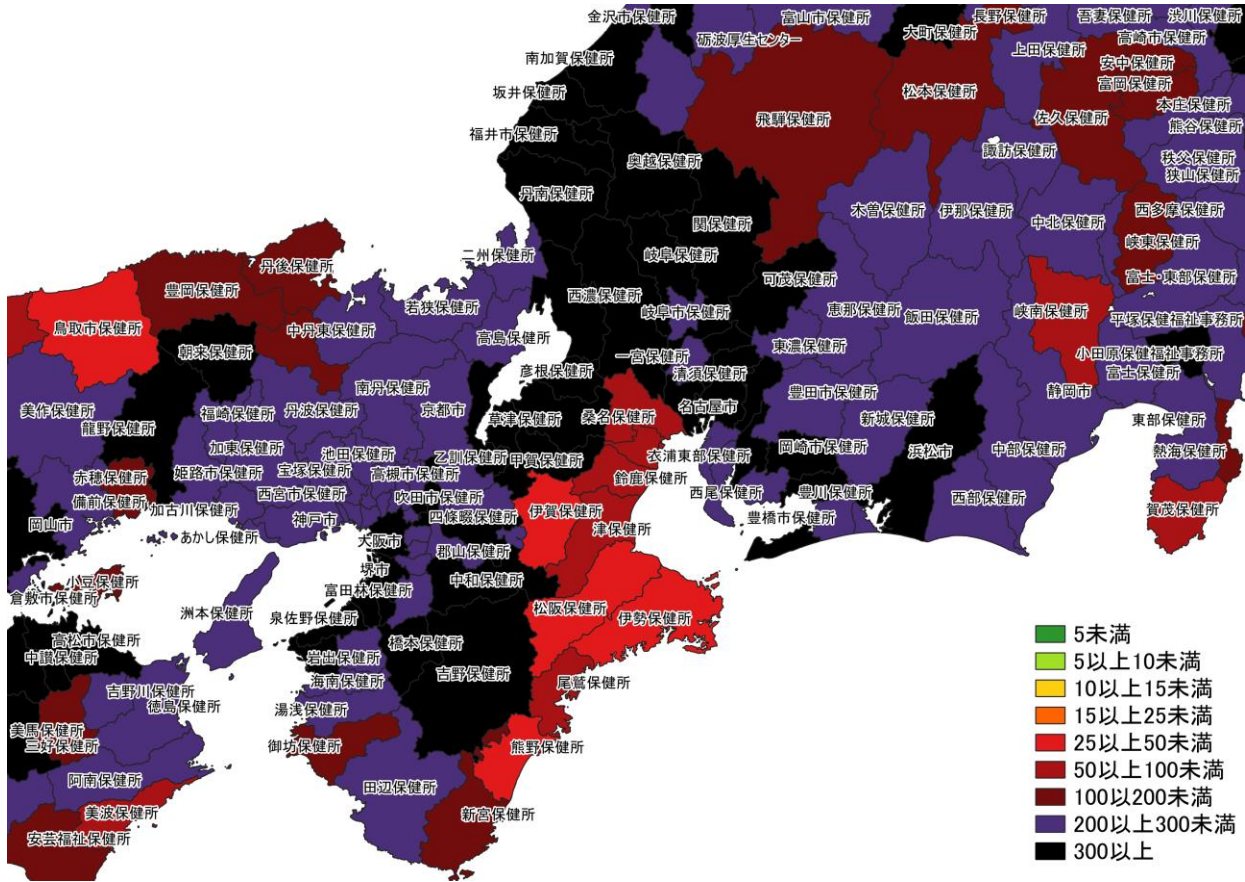 金沢市保健所
富山市保健所
砺波厚生センター
大町保健所
長野保健所
吾妻保健所
渋川保健所
南加賀保健所
上田保健所
高崎市保健所
安中保健所
富岡保健所
坂井保健所
松本保健所
本庄保健所
福井市保健所
飛騨保健所
佐久保健所
熊谷保健所
奥越保健所
諏訪保健所
秩父保健所
狭山保健所
丹南保健所
関保健所
木曽保健所
伊那保健所
中北保健所
西多摩保健所
峡東保健所
二州保健所
岐阜保健所
丹後保健所
可茂保健所
富士・東部保健所
豊岡保健所
西濃保健所
若狭保健所
岐阜市保健所
恵那保健所
飯田保健所
峡南保健所
平塚保健福祉事務所
鳥取市保健所
中丹東保健所
高島保健所
東濃保健所
朝来保健所
一宮保健所
小田原保健福祉事務所
彦根保健所
清須保健所
富士保健所
南丹保健所
豊田市保健所
静岡市
美作保健所
福崎保健所
丹波保健所
京都市
桑名保健所
名古屋市
新城保健所
東部保健所
龍野保健所
草津保健所
加東保健所
池田保健所
乙訓保健所
甲賀保健所
岡崎市保健所
浜松市
中部保健所
熱海保健所
赤穂保健所
姫路市保健所
宝塚保健所
高槻市保健所
鈴鹿保健所
衣浦東部保健所
備前保健所
西宮市保健所
吹田市保健所
西尾保健所
豊川保健所
西部保健所
加古川保健所
四條畷保健所
伊賀保健所
豊橋市保健所
賀茂保健所
岡山市
神戸市
津保健所
あかし保健所
大阪市
郡山保健所
堺市
中和保健所
小豆保健所
富田林保健所
倉敷市保健所
洲本保健所
泉佐野保健所
松阪保健所
伊勢保健所
高松市保健所
橋本保健所
中讃保健所
岩出保健所
吉野保健所
海南保健所
尾鷲保健所
吉野川保健所
徳島保健所
湯浅保健所
美馬保健所
三好保健所
御坊保健所
熊野保健所
阿南保健所
田辺保健所
美波保健所
新宮保健所
安芸福祉保健所
5未満
5以上10未満
10以上15未満
15以上25未満
25以上50未満
50以上100未満
100以200未満
200以上300未満
300以上